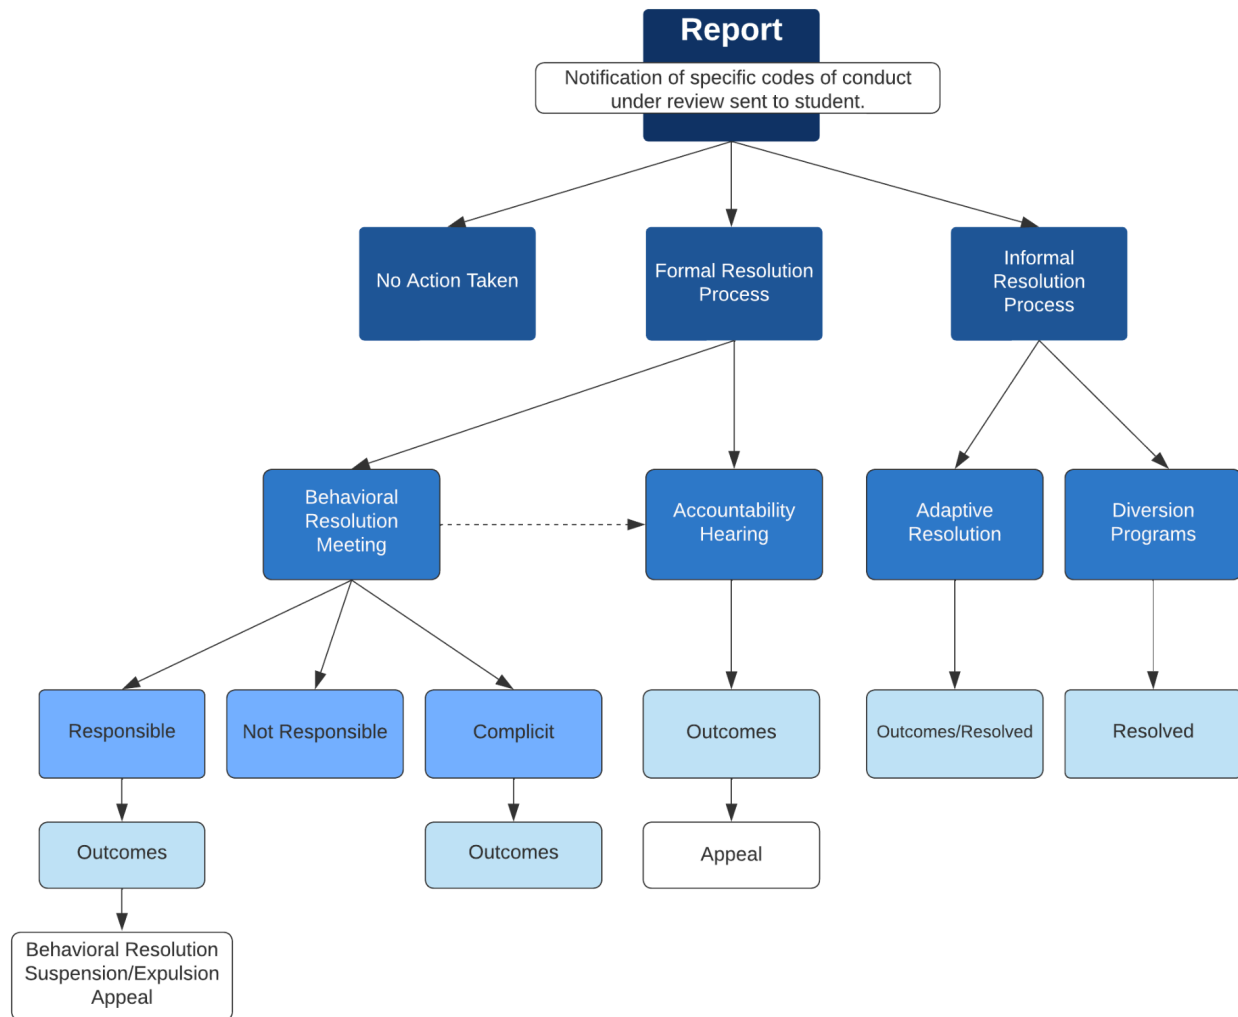 Report
Notification of specific codes of conduct
under review sent to student.
No Action Taken
Formal Resolution
Process
Informal
Resolution
Process
Behavioral
Resolution
Meeting
Accountability
Hearing
Adaptive
Resolution
Diversion
Programs
Responsible
Not Responsible
Complicit
Outcomes
Outcomes/Resolved
Resolved
Outcomes
Outcomes
Appeal
Behavioral Resolution
Suspension/Expulsion
Appeal